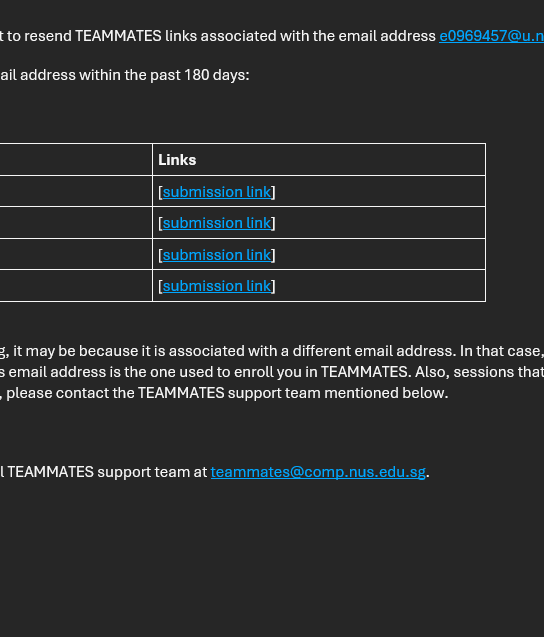 t to resend TEAMMATES links associated with the email address e0969457@u.n
ail address within the past 180 days:
Links
[submission link]
[submission link]
[submission link]
[submission link]
g, it may be because it is associated with a different email address. In that case,
s email address is the one used to enroll you in TEAMMATES. Also, sessions that
, please contact the TEAMMATES support team mentioned below.
l TEAMMATES support team at teammates@comp.nus.edu.sg.